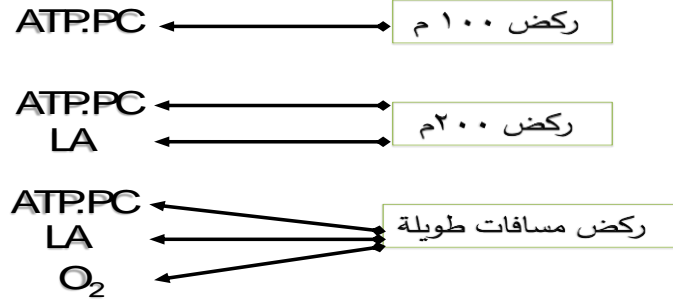 ATP.PC
ركض ١٠٠ م
ATP.PC
LA
ركض ٢٠٠م
ATP.PC
LA
O₂
ركض مسافات طويلة